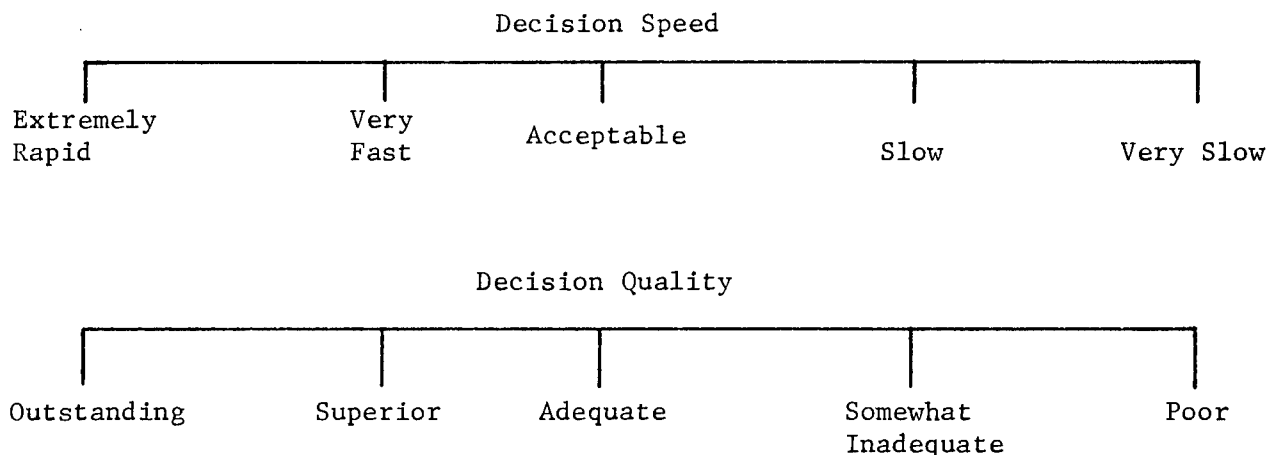 Decision Speed
Extremely Rapid
Very Fast
Acceptable
Slow
Very Slow
Decision Quality
Outstanding
Superior
Adequate
Somewhat Inadequate
Poor